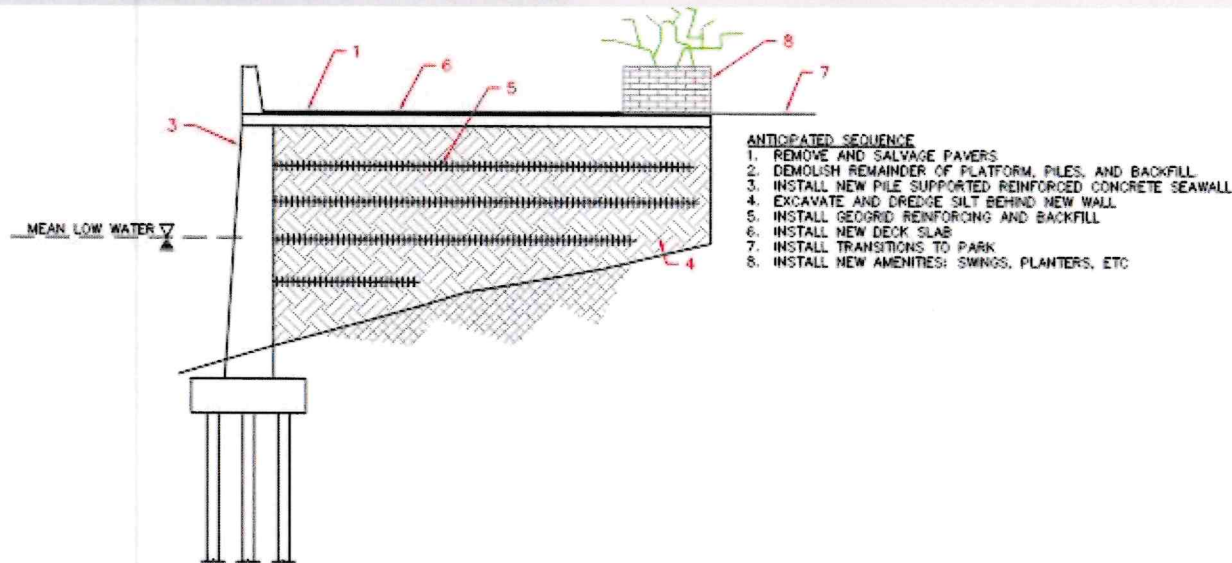 1
6
5
8
7
3
ANTICIPATED SEQUENCE
1. REMOVE AND SALVAGE PAVERS
2. DEMOLISH REMAINDER OF PLATFORM, PILES, AND BACKFILL
3. INSTALL NEW PILE SUPPORTED REINFORCED CONCRETE SEAWALL
4. EXCAVATE AND DREDGE SILT BEHIND NEW WALL
5. INSTALL GEOGRID REINFORCING AND BACKFILL
6. INSTALL NEW DECK SLAB
7. INSTALL TRANSITIONS TO PARK
8. INSTALL NEW AMENITIES: SWINGS, PLANTERS, ETC
MEAN LOW WATER
4